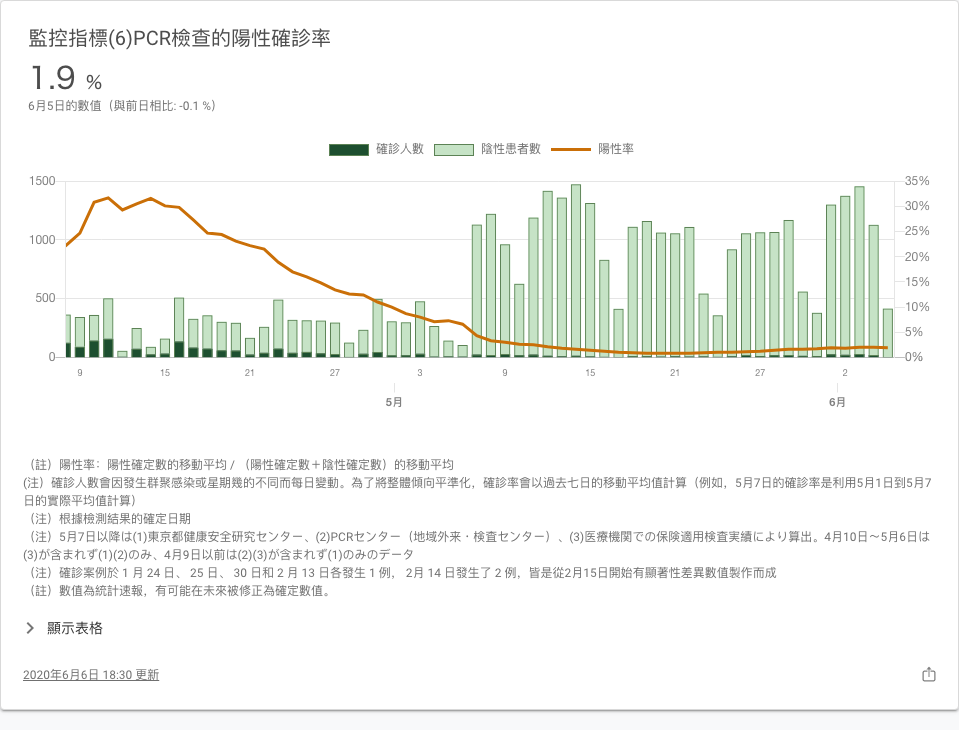 監控指標(6)PCR檢查的陽性確診率
1.9 %
6月5日的數值（與前日相比: -0.1 %）
確診人數 陰性患者數 陽性率
1500 35%
30%
1000 25%
20%
500 15%
10%
5%
0 0%
9 15 21 27 3 9 15 21 27 2
5月 6月
（註）陽性率：陽性確定數的移動平均 / （陽性確定數＋陰性確定數）的移動平均
(注）確診人數會因發生群聚感染或星期幾的不同而每日變動。為了將整體傾向平準化，確診率會以過去七日的移動平均值計算（例如，5月7日的確診率是利用5月1日到5月7
日的實際平均值計算）
（注）根據檢測結果的確定日期
（注）5月7日以降は(1)東京都健康安全研究センター、(2)PCRセンター（地域外来・検査センター）、(3)医療機関での保険適用検査実績により算出。4月10日～5月6日は
(3)が含まれず(1)(2)のみ、4月9日以前は(2)(3)が含まれず(1)のみのデータ
（注）確診案例於 1 月 24 日、 25 日、 30 日和 2 月 13 日各發生 1 例， 2月 14 日發生了 2 例，皆是從2月15日開始有顯著性差異數值製作而成
（註）數值為統計速報，有可能在未來被修正為確定數值。
顯示表格
2020年6月6日 18:30 更新